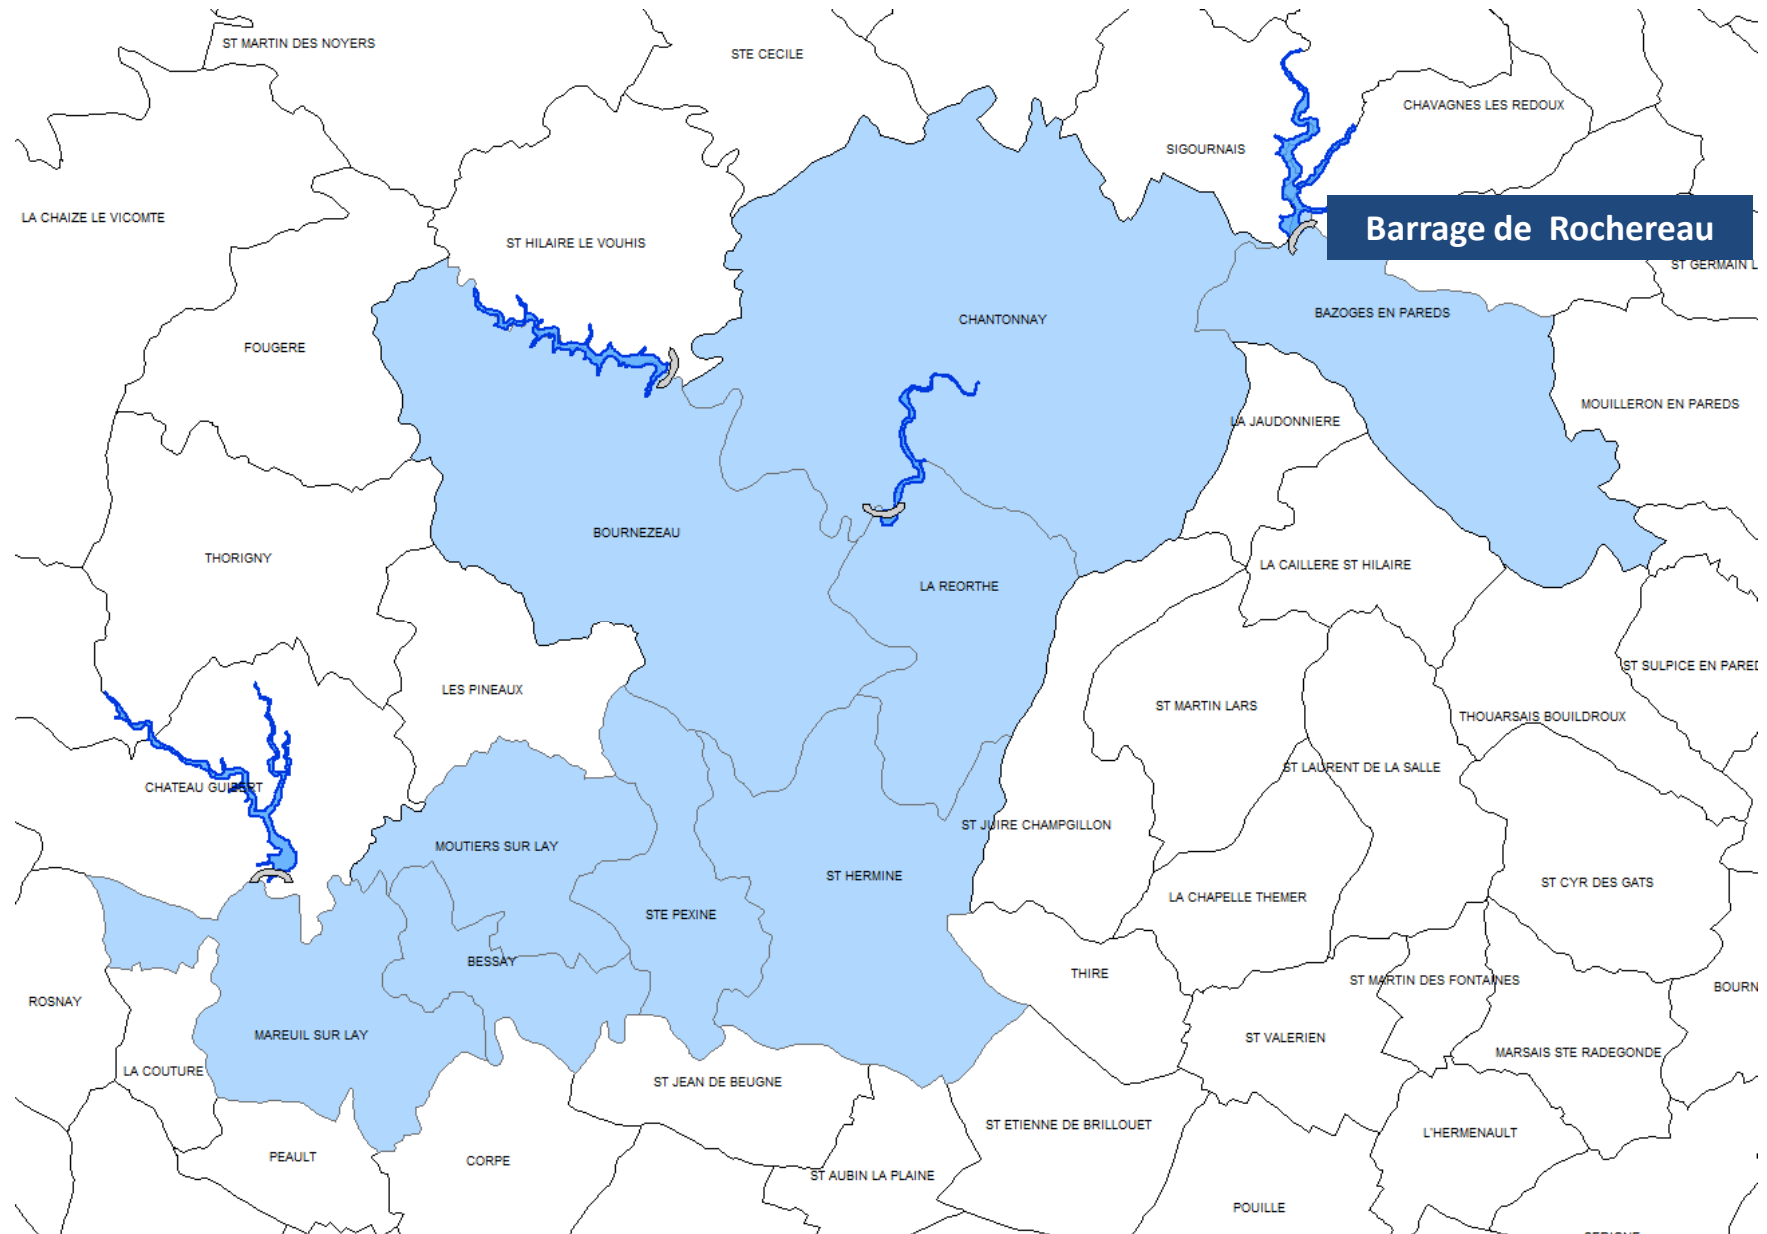 ST MARTIN DES NOYERS
STE CECILE
CHAVAGNES LES REDOUX
SIGOURNAIS
LA CHAIZE LE VICOMTE
ST HILAIRE LE VOUHIS
Barrage de Rochereau
ST GERMAIN L
CHANTONNAY
BAZOGES EN PAREDS
FOUGERE
MOUILLERON EN PAREDS
LA JAUDONNIERE
BOURNEZEAU
THORIGNY
LA CAILLERE ST HILAIRE
LA REORTHE
ST SULPICE EN PARED
LES PINEAUX
ST MARTIN LARS
THOUARSAIS BOUILDROUX
ST LAURENT DE LA SALLE
CHATEAU GUIBERT
ST JUIRE CHAMPGILLON
MOUTIERS SUR LAY
ST HERMINE
ST CYR DES GATS
LA CHAPELLE THEMER
STE PEXINE
BESSAY
THIRE
ST MARTIN DES FONTAINES
BOURN
ROSNAY
MAREUIL SUR LAY
ST VALERIEN
MARSAIS STE RADEGONDE
LA COUTURE
ST JEAN DE BEUGNE
ST ETIENNE DE BRILLOUET
L'HERMENAULT
PEAULT
CORPE
ST AUBIN LA PLAINE
POUILLE